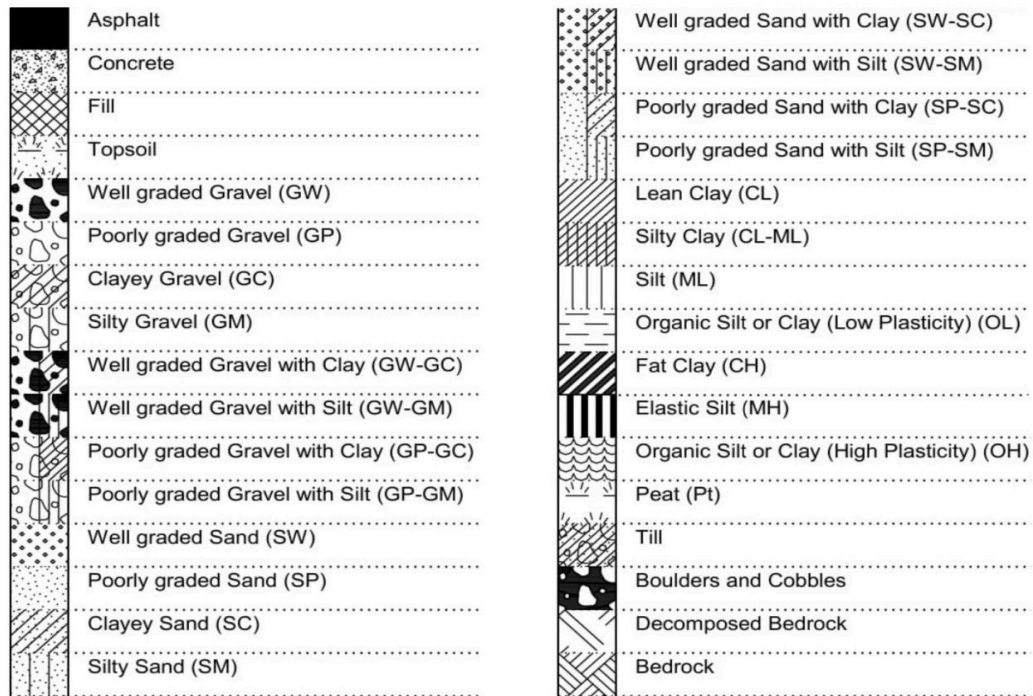 Asphalt
Concrete
Fill
Topsoil
Well graded Gravel (GW)
Poorly graded Gravel (GP)
Clayey Gravel (GC)
Silty Gravel (GM)
Well graded Gravel with Clay (GW-GC)
Well graded Gravel with Silt (GW-GM)
Poorly graded Gravel with Clay (GP-GC)
Poorly graded Gravel with Silt (GP-GM)
Well graded Sand (SW)
Poorly graded Sand (SP)
Clayey Sand (SC)
Silty Sand (SM)
Well graded Sand with Clay (SW-SC)
Well graded Sand with Silt (SW-SM)
Poorly graded Sand with Clay (SP-SC)
Poorly graded Sand with Silt (SP-SM)
Lean Clay (CL)
Silty Clay (CL-ML)
Silt (ML)
Organic Silt or Clay (Low Plasticity) (OL)
Fat Clay (CH)
Elastic Silt (MH)
Organic Silt or Clay (High Plasticity) (OH)
Peat (Pt)
Till
Boulders and Cobbles
Decomposed Bedrock
Bedrock